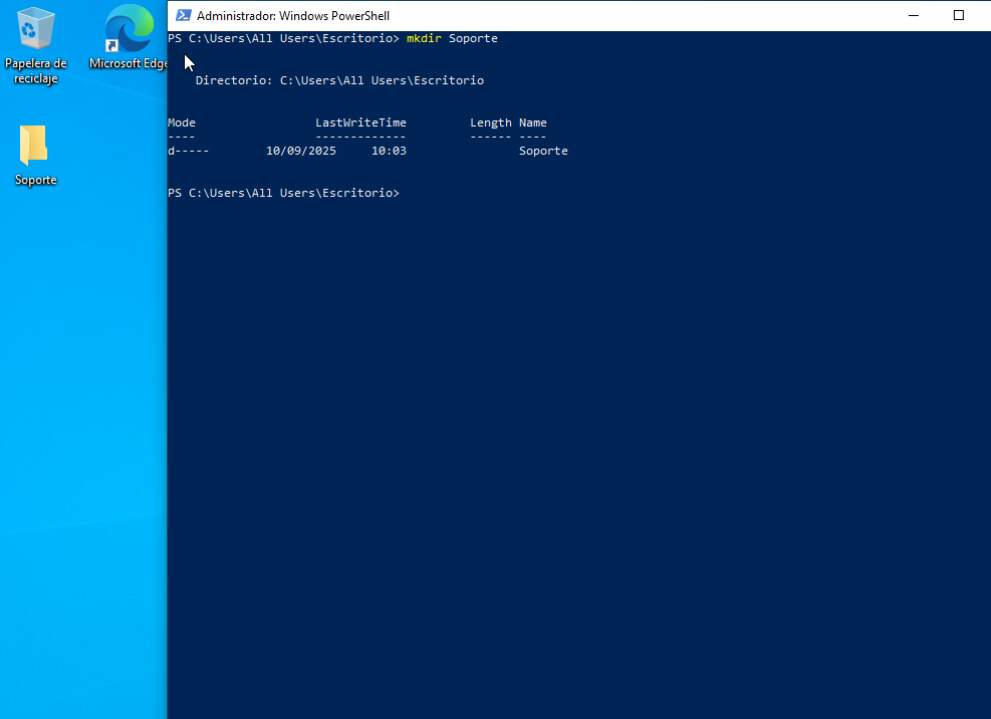 Papelera de
reciclaje
Microsoft Edge
Soporte
Administrador: Windows PowerShell
PS C:\Users\All Users\Escritorio> mkdir Soporte
Directorio: C:\Users\All Users\Escritorio
Mode LastWriteTime Length Name
---- ------------- ------ ----
d----- 10/09/2025 10:03 Soporte
PS C:\Users\All Users\Escritorio>